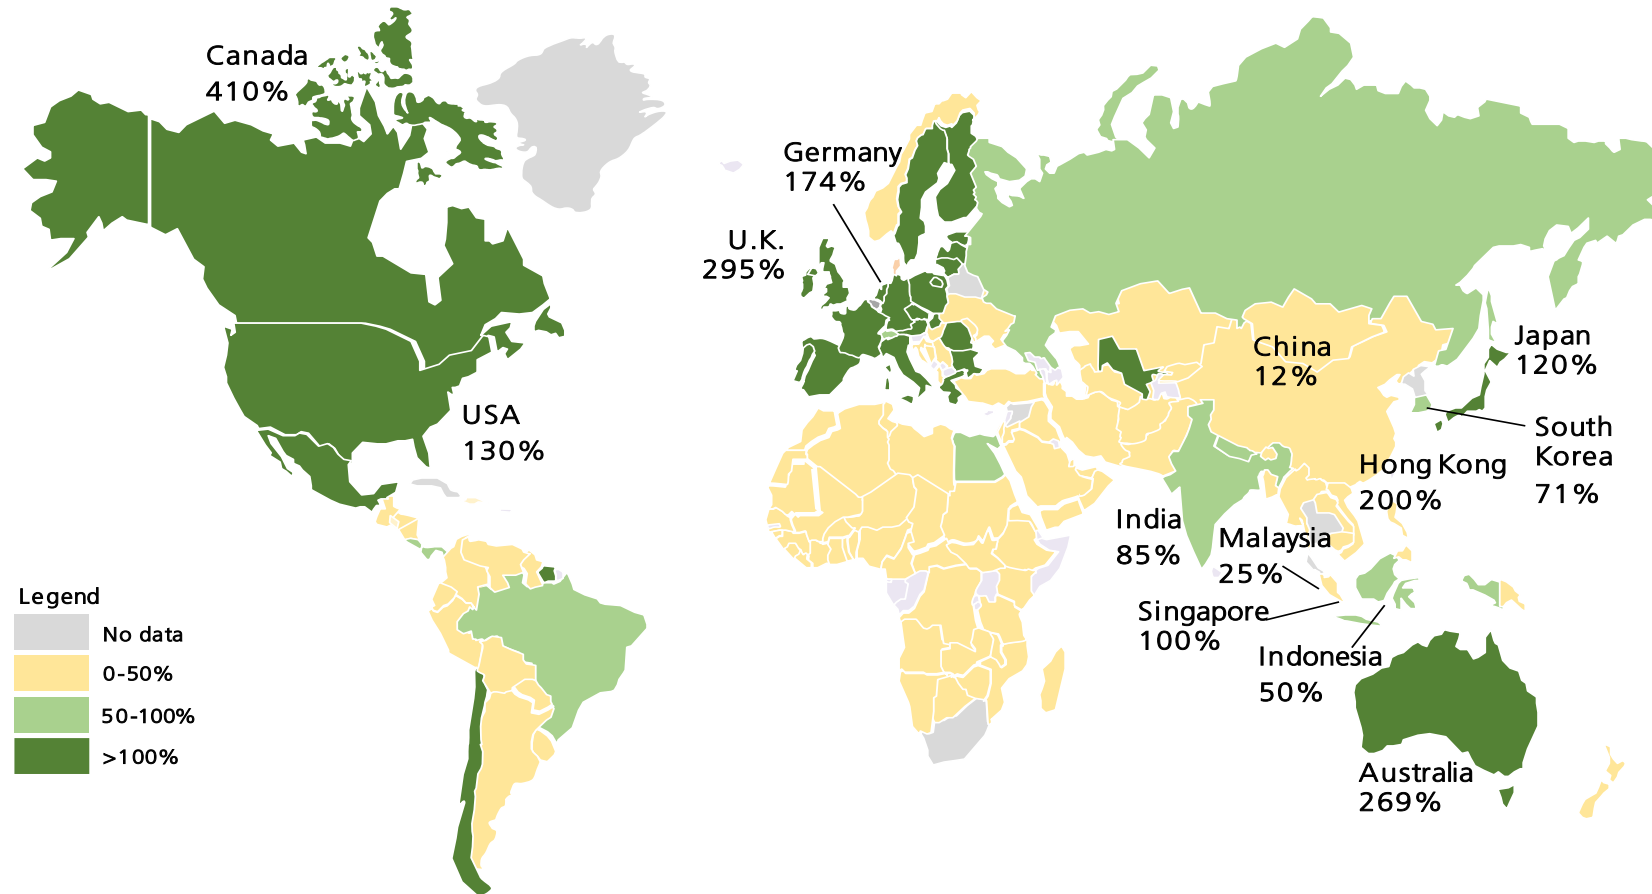 Canada
410%
Germany
174%
U.K.
295%
USA
130%
China
12%
Japan
120%
South
Korea
71%
Hong Kong
200%
India
85%
Malaysia
25%
Singapore
100%
Indonesia
50%
Australia
269%
Legend
No data
0-50%
50-100%
>100%